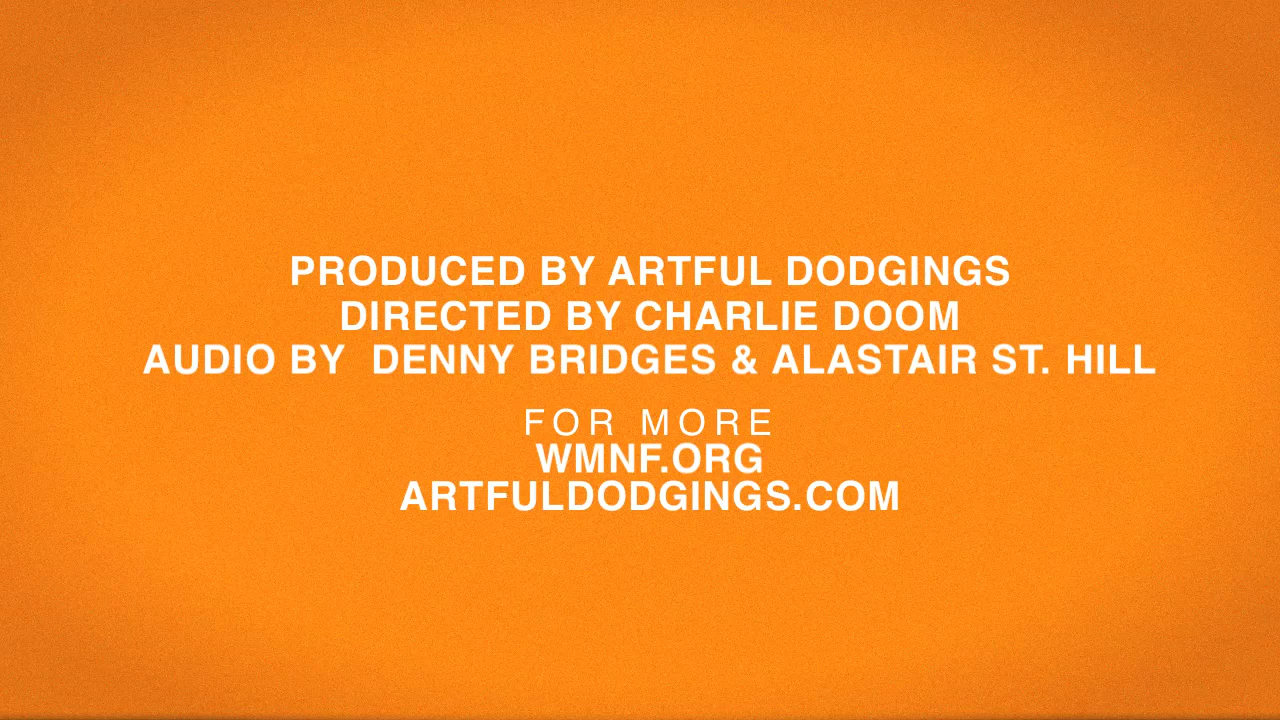 PRODUCED BY ARTFUL DODGINGS
DIRECTED BY CHARLIE DOOM
AUDIO BY  DENNY BRIDGES & ALASTAIR ST. HILL
FOR MORE
WMNF.ORG
ARTFULDODGINGS.COM